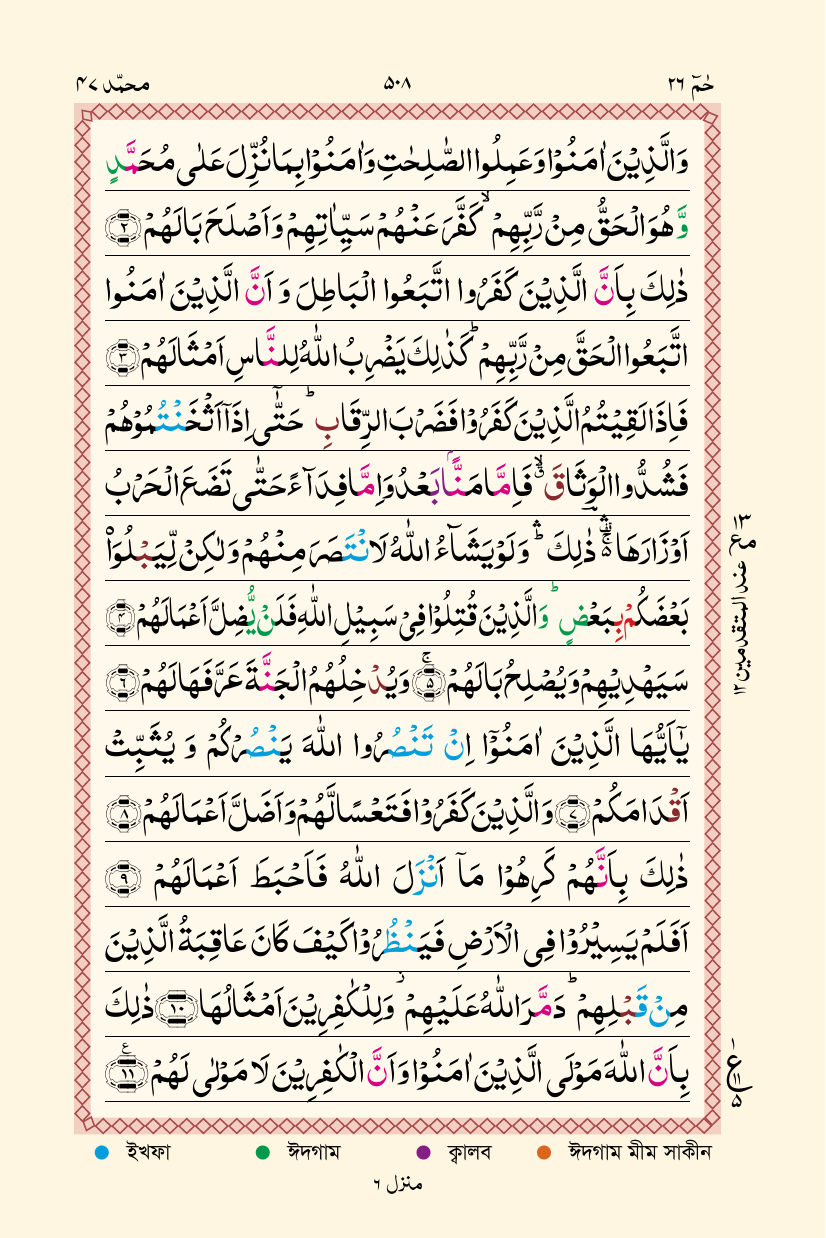 حٰمٓ ٢٦
٥٠٨
محمّد ٤٧
وَالَّذِيْنَ اٰمَنُوْا وَعَمِلُوا الصّٰلِحٰتِ وَاٰمَنُوْا بِمَا نُزِّلَ عَلٰى مُحَمَّدٍ
وَّ هُوَ الْحَقُّ مِنْ رَّبِّهِمْ ۙ كَفَّرَ عَنْهُمْ سَيِّاٰتِهِمْ وَاَصْلَحَ بَالَهُمْ ﴿٢﴾
ذٰلِكَ بِاَنَّ الَّذِيْنَ كَفَرُوا اتَّبَعُوا الْبَاطِلَ وَ اَنَّ الَّذِيْنَ اٰمَنُوا
اتَّبَعُوا الْحَقَّ مِنْ رَّبِّهِمْ ؕ كَذٰلِكَ يَضْرِبُ اللّٰهُ لِلنَّاسِ اَمْثَالَهُمْ ﴿٣﴾
فَاِذَا لَقِيْتُمُ الَّذِيْنَ كَفَرُوْا فَضَرْبَ الرِّقَابِ ؕ حَتّٰٓى اِذَاۤ اَثْخَنْتُمُوْهُمْ
فَشُدُّوا الْوَثَاقَ ۙ فَاِمَّا مَنًّۢا بَعْدُ وَاِمَّا فِدَآءً حَتّٰى تَضَعَ الْحَرْبُ
اَوْزَارَهَا ۛ۬ۚ ذٰلِكَ ؕۛ وَلَوْ يَشَآءُ اللّٰهُ لَانْتَصَرَ مِنْهُمْ وَلٰكِنْ لِّيَبْلُوَا۟
بَعْضَكُمْ بِبَعْضٍ ؕ وَالَّذِيْنَ قُتِلُوْا فِىْ سَبِيْلِ اللّٰهِ فَلَنْ يُّضِلَّ اَعْمَالَهُمْ ﴿٤﴾
سَيَهْدِيْهِمْ وَيُصْلِحُ بَالَهُمْ ۚ﴿٥﴾ وَيُدْخِلُهُمُ الْجَنَّةَ عَرَّفَهَا لَهُمْ ﴿٦﴾
يٰۤاَيُّهَا الَّذِيْنَ اٰمَنُوْۤا اِنْ تَنْصُرُوا اللّٰهَ يَنْصُرْكُمْ وَ يُثَبِّتْ
اَقْدَامَكُمْ ﴿٧﴾ وَالَّذِيْنَ كَفَرُوْا فَتَعْسًا لَّهُمْ وَاَضَلَّ اَعْمَالَهُمْ ﴿٨﴾
ذٰلِكَ بِاَنَّهُمْ كَرِهُوْا مَاۤ اَنْزَلَ اللّٰهُ فَاَحْبَطَ اَعْمَالَهُمْ ﴿٩﴾
اَفَلَمْ يَسِيْرُوْا فِى الْاَرْضِ فَيَنْظُرُوْا كَيْفَ كَانَ عَاقِبَةُ الَّذِيْنَ
مِنْ قَبْلِهِمْ ؕ دَمَّرَ اللّٰهُ عَلَيْهِمْ ؗ وَلِلْكٰفِرِيْنَ اَمْثَالُهَا ﴿١٠﴾ ذٰلِكَ
بِاَنَّ اللّٰهَ مَوْلَى الَّذِيْنَ اٰمَنُوْا وَاَنَّ الْكٰفِرِيْنَ لَا مَوْلٰى لَهُمْ ﴿١١﴾
١٣ مع عند المتقدمين ١٢
ع ١١ ٥
ইখফা
ঈদগাম
ক্বালব
ঈদগাম মীম সাকীন
منزل ٦